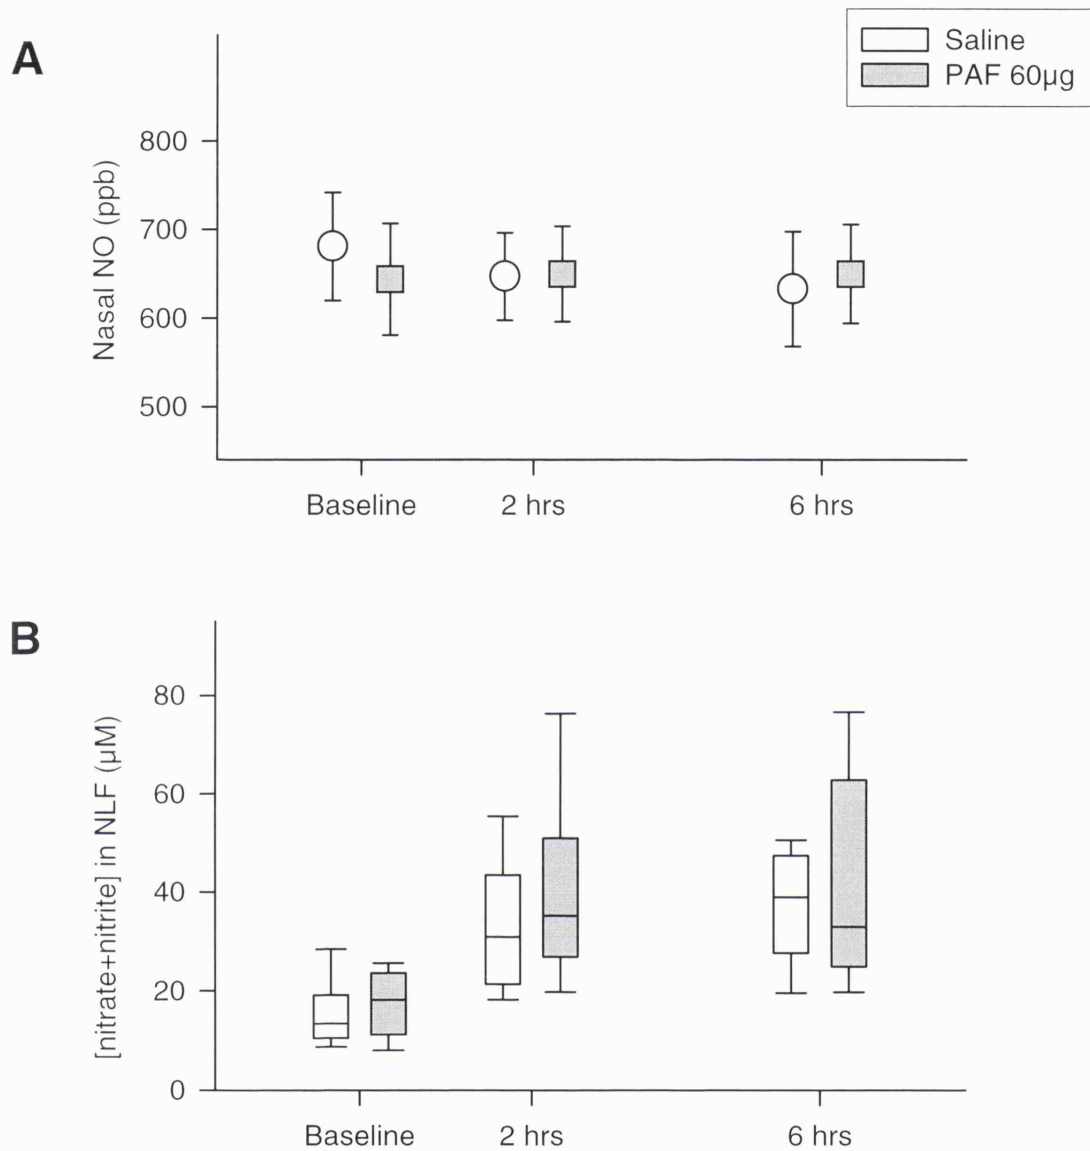 A
Saline
PAF 60µg
Nasal NO (ppb)
800
700
600
500
Baseline 2 hrs 6 hrs
B
[nitrate+nitrite] in NLF (µM)
80
60
40
20
0
Baseline 2 hrs 6 hrs